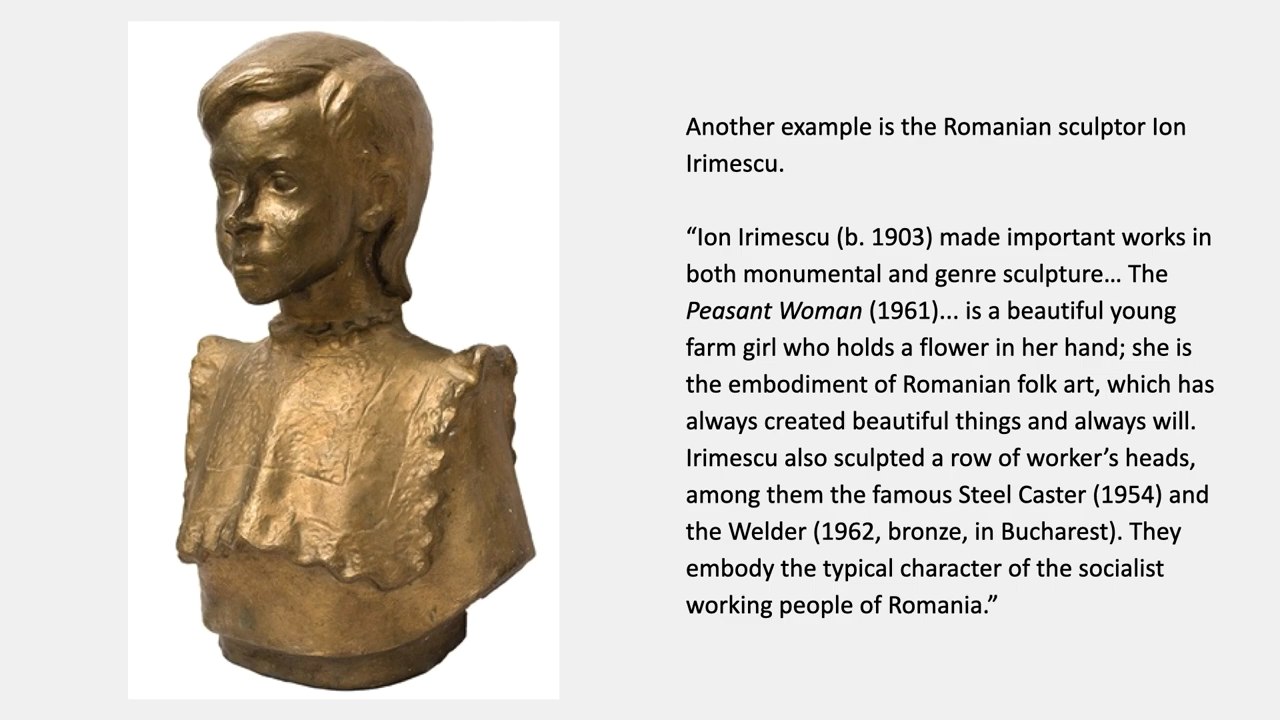 Another example is the Romanian sculptor Ion
Irimescu.
“Ion Irimescu (b. 1903) made important works in
both monumental and genre sculpture… The
Peasant Woman (1961)... is a beautiful young
farm girl who holds a flower in her hand; she is
the embodiment of Romanian folk art, which has
always created beautiful things and always will.
Irimescu also sculpted a row of worker’s heads,
among them the famous Steel Caster (1954) and
the Welder (1962, bronze, in Bucharest). They
embody the typical character of the socialist
working people of Romania.”